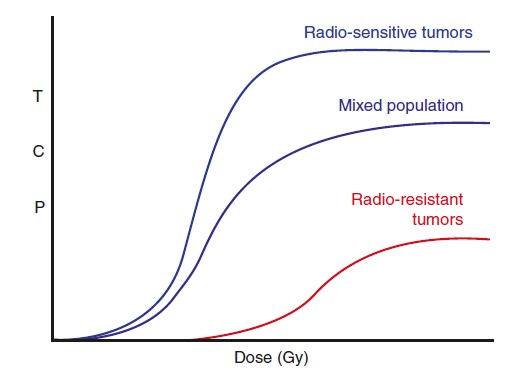 Radio-sensitive tumors
Mixed population
Radio-resistant
tumors
T
C
P
Dose (Gy)